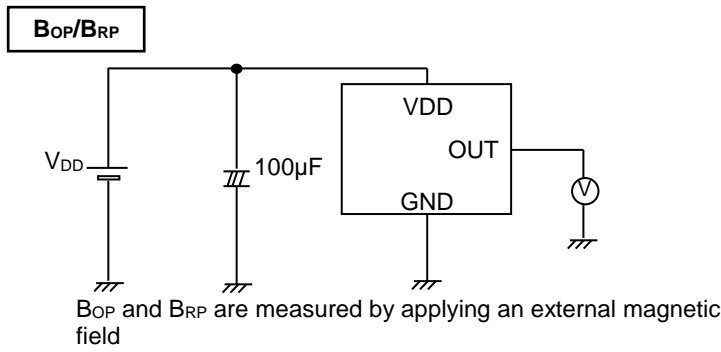 BOP/BRP
VDD
OUT
VDD
100µF
V
GND
BOP and BRP are measured by applying an external magnetic
field